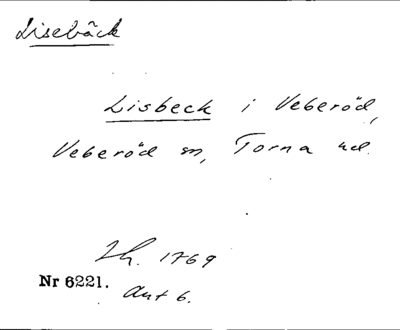 Lisebäck
Lisbeck i Veberöd,
Veberöd sn, Torna hd.
Lh. 1769
Nr 6221.
Akt 6.